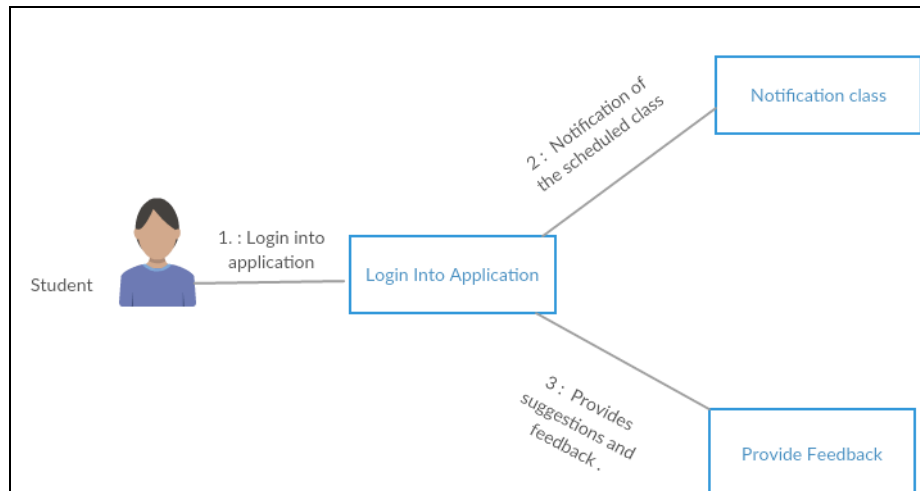 Student
1. : Login into
application
Login Into Application
2 : Notification of
the scheduled class
Notification class
3 : Provides
suggestions and
feedback .
Provide Feedback